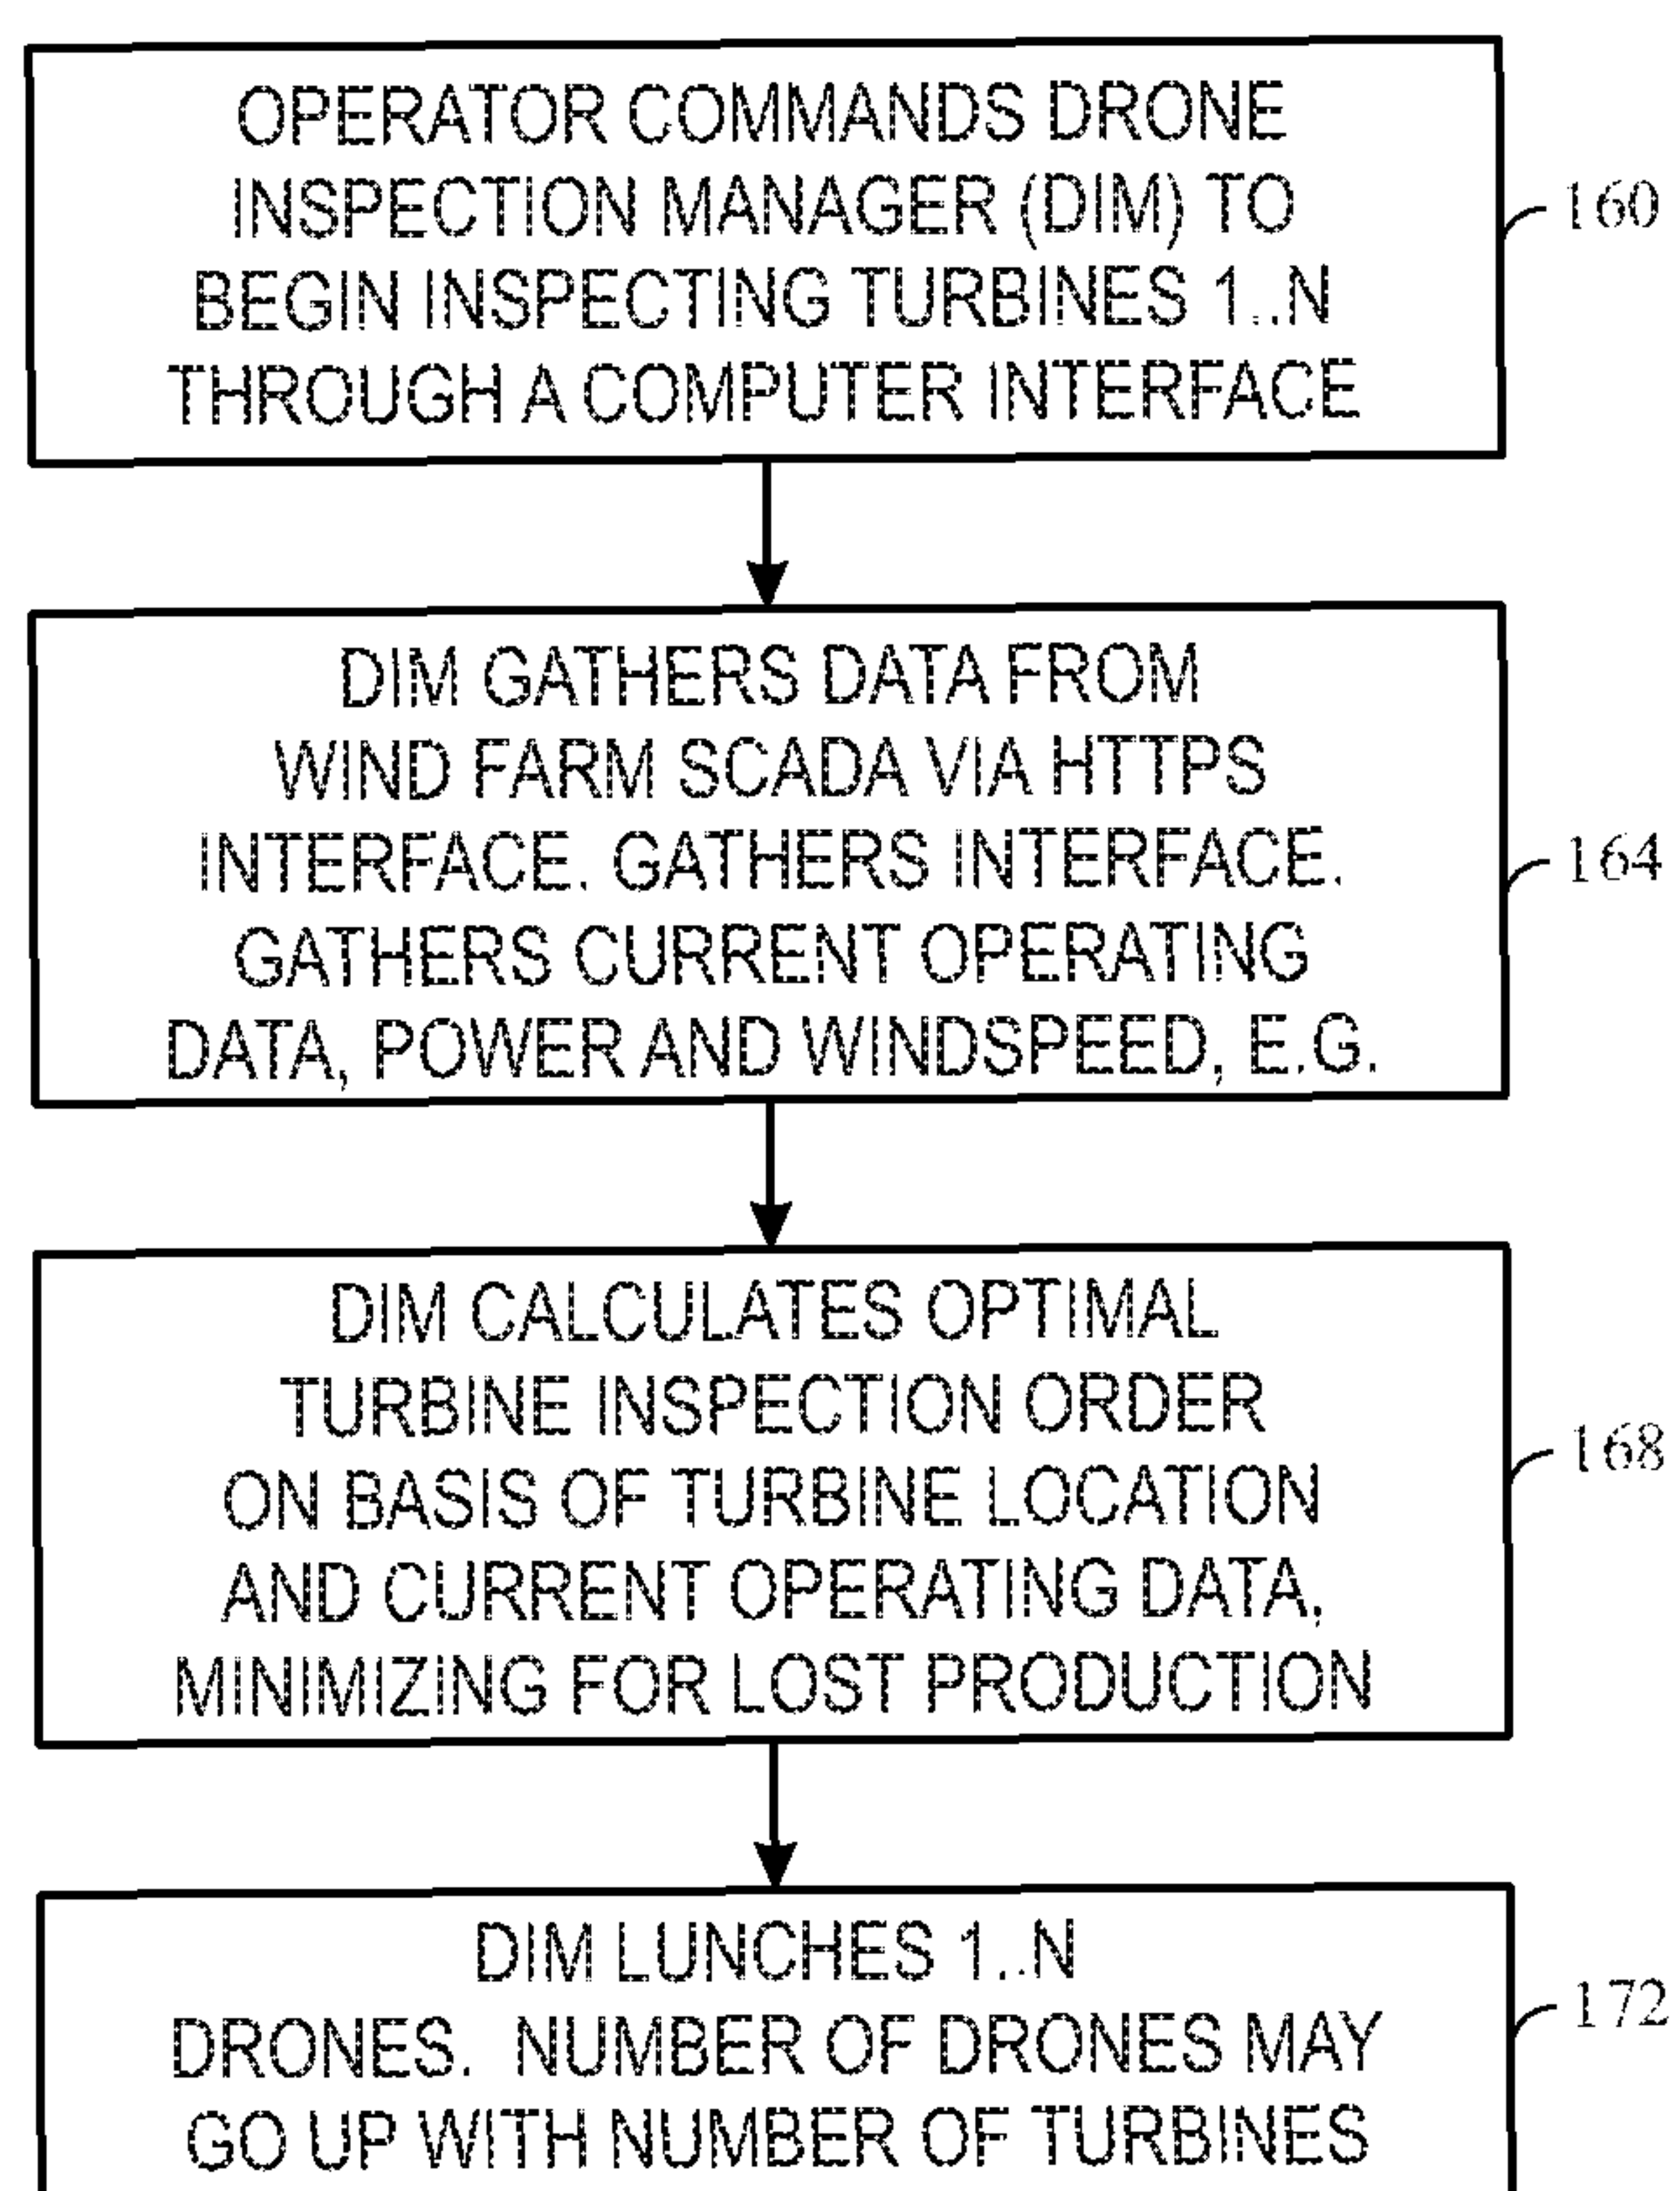 OPERATOR COMMANDS DRONE
INSPECTION MANAGER (DIM) TO
BEGIN INSPECTING TURBINES 1..N
THROUGH A COMPUTER INTERFACE
160
DIM GATHERS DATA FROM
WIND FARM SCADA VIA HTTPS
INTERFACE. GATHERS INTERFACE.
GATHERS CURRENT OPERATING
DATA, POWER AND WINDSPEED, E.G.
164
DIM CALCULATES OPTIMAL
TURBINE INSPECTION ORDER
ON BASIS OF TURBINE LOCATION
AND CURRENT OPERATING DATA,
MINIMIZING FOR LOST PRODUCTION
168
DIM LUNCHES 1..N
DRONES. NUMBER OF DRONES MAY
GO UP WITH NUMBER OF TURBINES
172